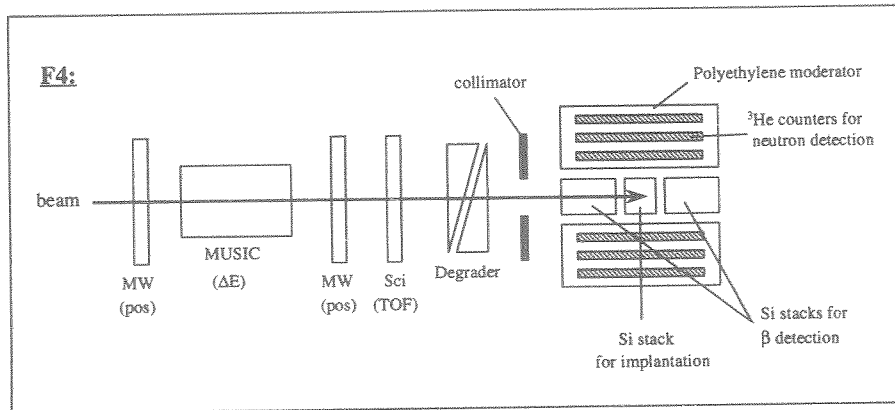 F4:
collimator
Polyethylene moderator
³He counters for
neutron detection
beam
MUSIC
(ΔE)
MW
(pos)
MW
(pos)
Sci
(TOF)
Degrader
Si stack
for implantation
Si stacks for
β detection